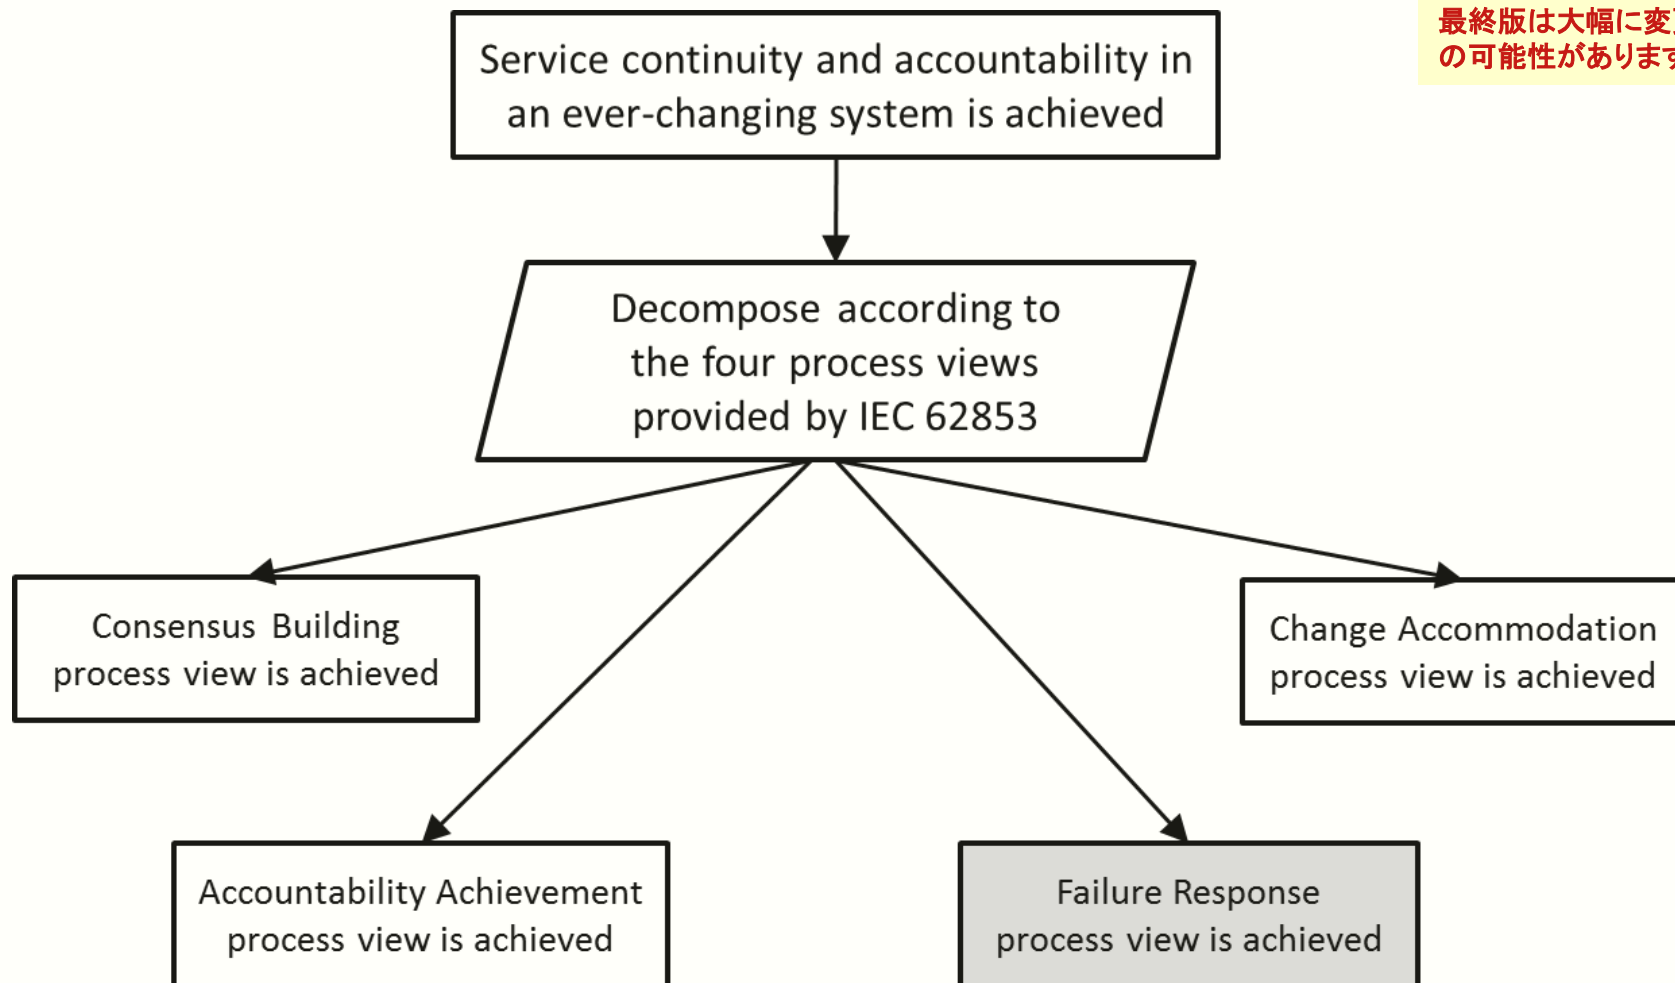 最終版は大幅に変
の可能性があります
Service continuity and accountability in
an ever-changing system is achieved
Decompose according to
the four process views
provided by IEC 62853
Consensus Building
process view is achieved
Change Accommodation
process view is achieved
Accountability Achievement
process view is achieved
Failure Response
process view is achieved